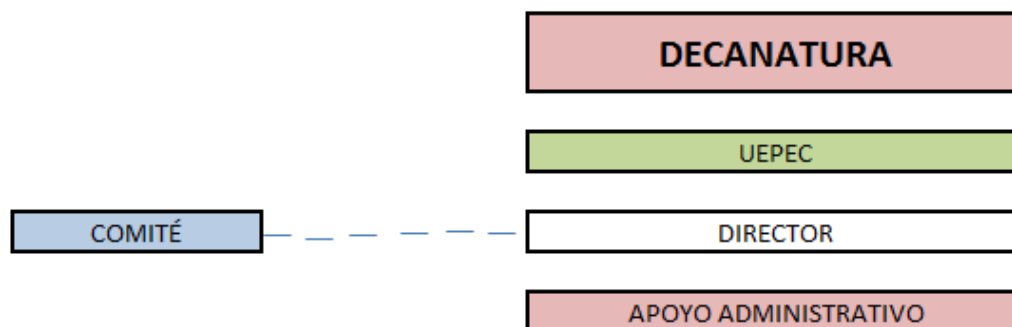 DECANATURA
UEPEC
COMITÉ
DIRECTOR
APOYO ADMINISTRATIVO